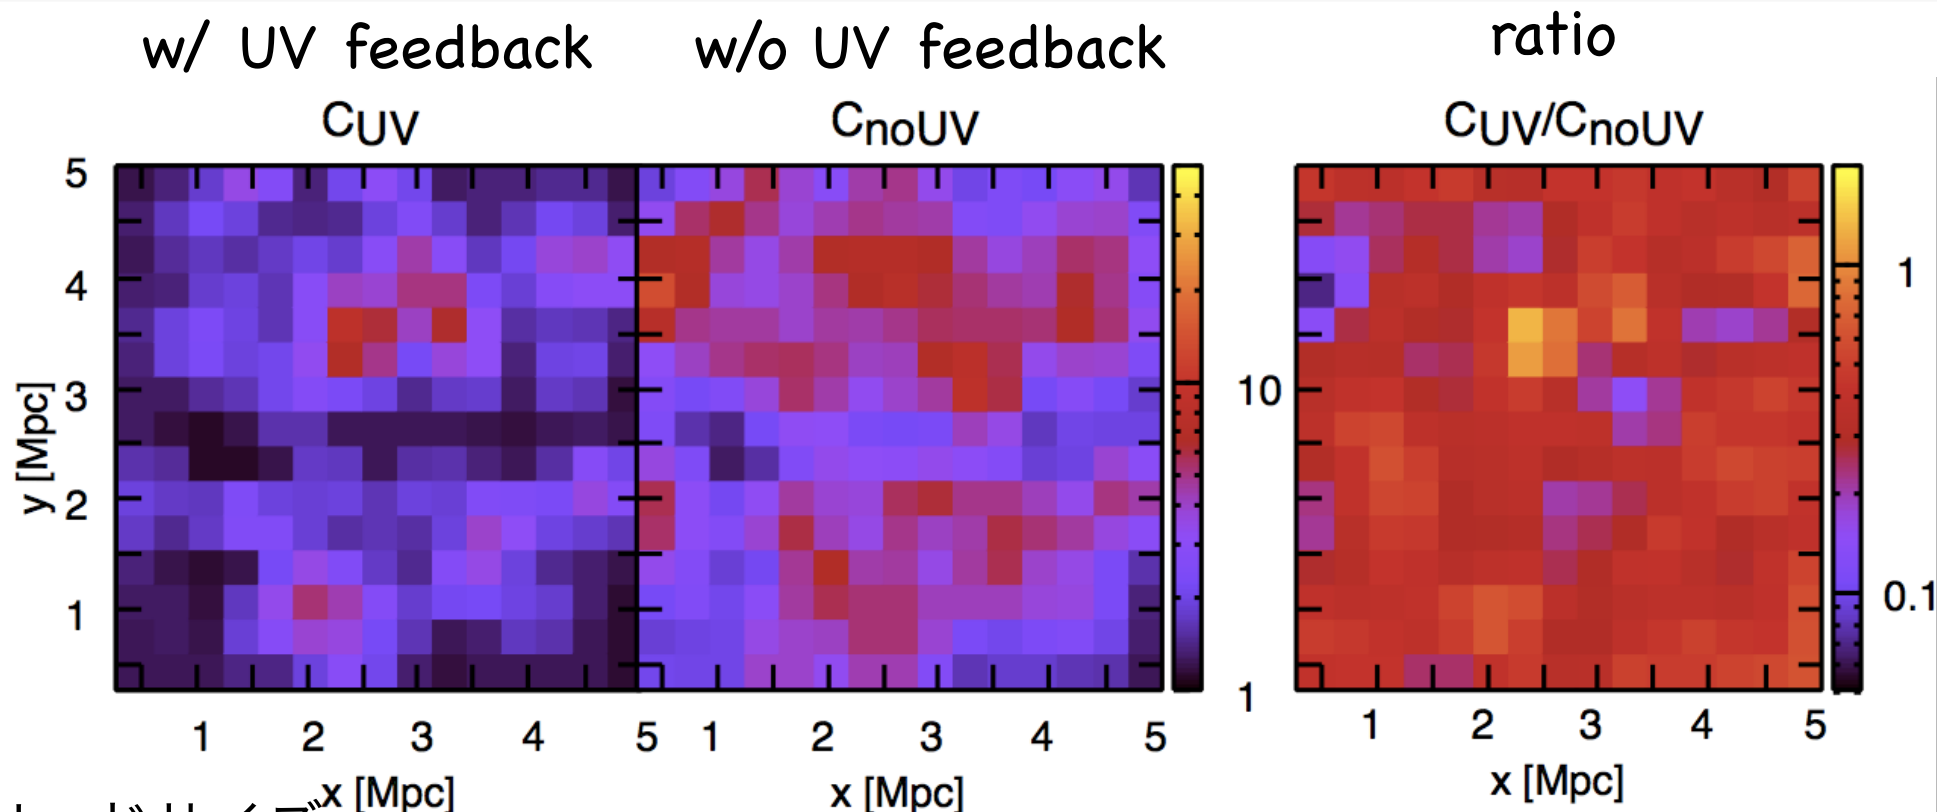 w/ UV feedback
w/o UV feedback
ratio
CUV
CnoUV
CUV/CnoUV
5
4
3
2
1
y [Mpc]
1 2 3 4 5
x [Mpc]
1 2 3 4 5
x [Mpc]
10
1
1 2 3 4 5
x [Mpc]
1
0.1